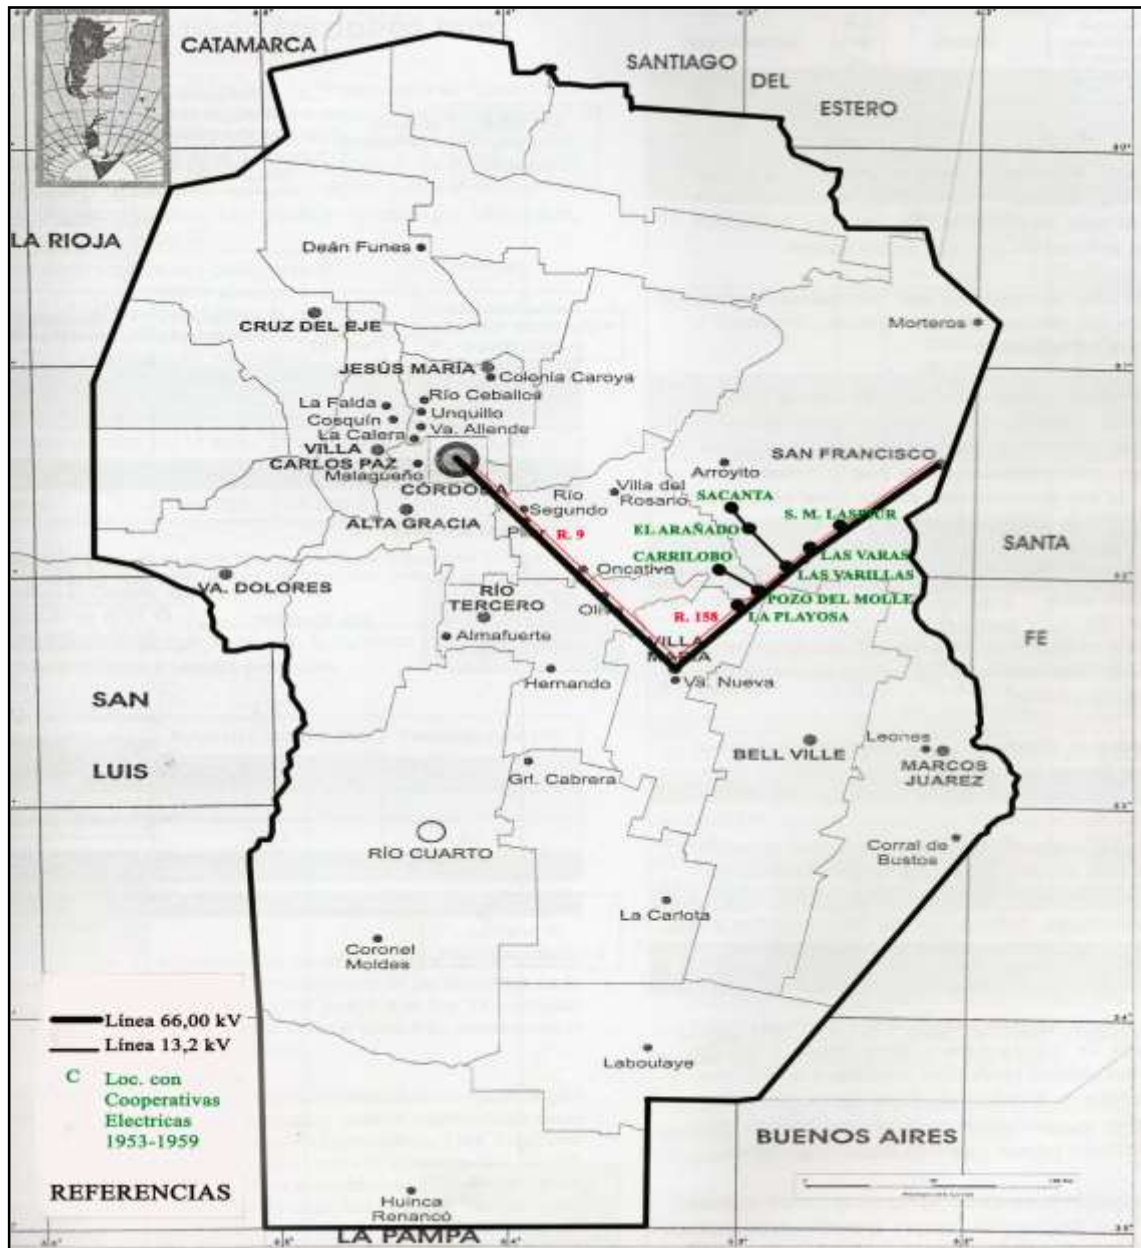 CATAMARCA
SANTIAGO
DEL
ESTERO
LA RIOJA
Deán Funes
CRUZ DEL EJE
Morteros
JESÚS MARÍA
Colonia Caroya
Río Ceballos
La Falda
Unquillo
Cosquín
Va. Allende
La Calera
VILLA
CARLOS PAZ
Malagueño
CÓRDOBA
SAN FRANCISCO
Arroyito
Villa del
Rosario
SACANTA
Río
Segundo
ALTA GRACIA
S. M. LASPUR
EL ARAÑADO
R. 9
SANTA
CARRILOBO
LAS VARAS
Oncativo
LAS VARILLAS
VA. DOLORES
RÍO
TERCERO
POZO DEL MOLLE
R. 158
LA PLAYOSA
Almafuerte
VILLA
FE
Hernando
Va. Nueva
SAN
LUIS
BELL VILLE
Leones
MARCOS
JUAREZ
Grl. Cabrera
RÍO CUARTO
Corral de
Bustos
La Carlota
Coronel
Moldes
Línea 66,00 kV
Línea 13,2 kV
C Loc. con
Cooperativas
Electricas
1953-1959
REFERENCIAS
Laboulaye
BUENOS AIRES
Huinca
Renancó
LA PAMPA